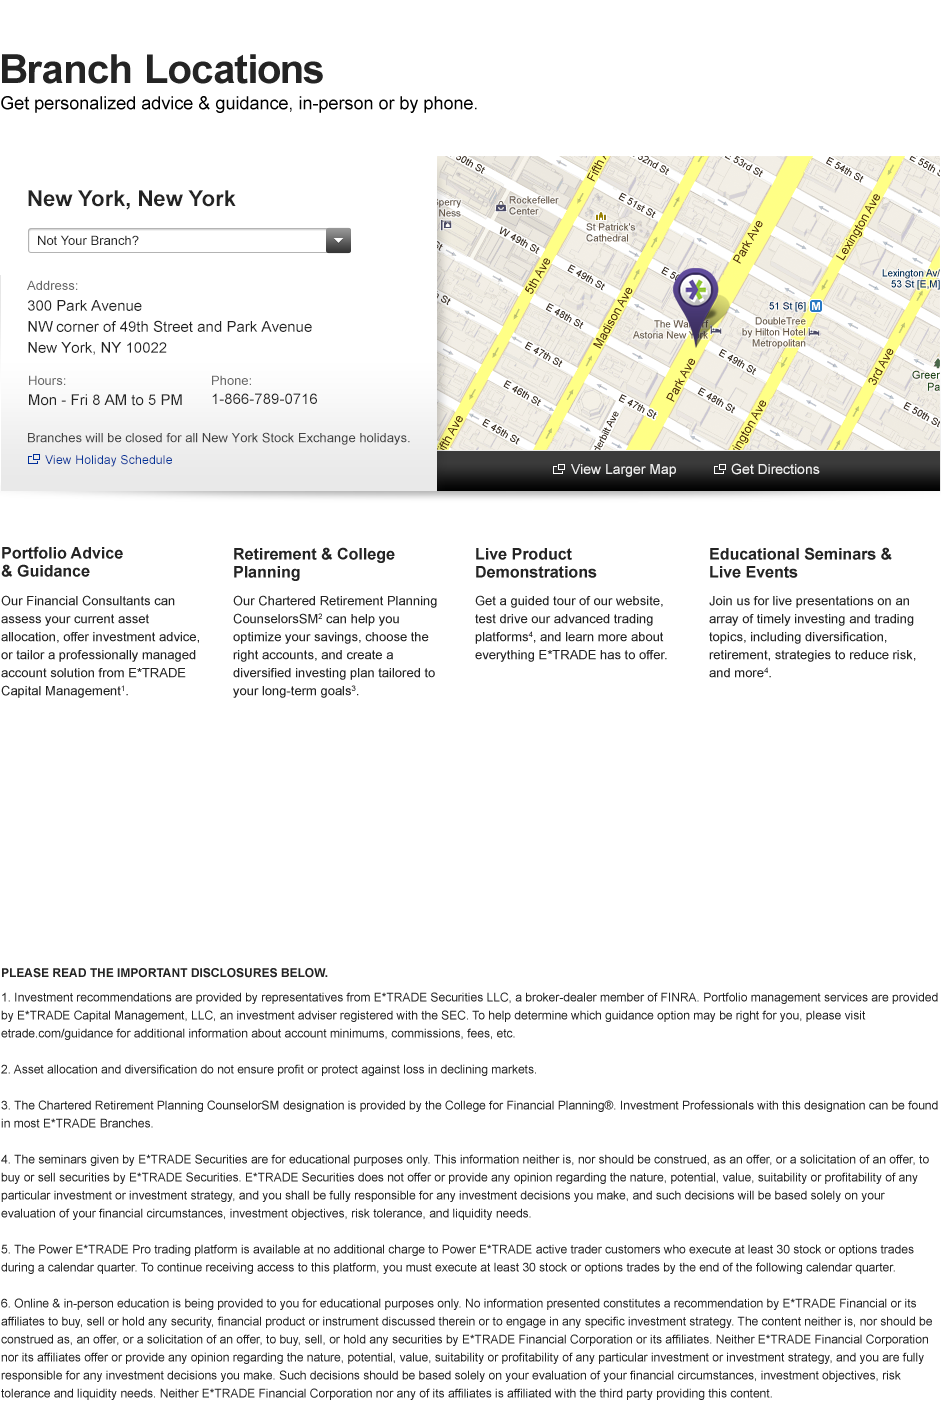 Branch Locations
Get personalized advice & guidance, in-person or by phone.
New York, New York
Not Your Branch?
Address:
300 Park Avenue
NW corner of 49th Street and Park Avenue
New York, NY 10022
Hours:
Mon - Fri 8 AM to 5 PM
Phone:
1-866-789-0716
Branches will be closed for all New York Stock Exchange holidays.
View Holiday Schedule
50th St
Fifth A
52nd St
E 53rd St
E 54th St
E 55th
perry
Ness
Rockefeller
Center
E 51st St
St Patrick's
Cathedral
W 49th St
Park Ave
Lexington Ave
5th Ave
E 49th St
E 5
Lexington Av/
53 St [E,M]
Madison Ave
E 48th St
51 St [6]
M
The Wa rf
Astoria New York
DoubleTree
by Hilton Hotel
Metropolitan
E 47th St
E 49th St
3rd Ave
Green
Pa
Park Ave
E 46th St
E 47th St
E 48th St
E 50th St
ifth Ave
E 45th St
derbilt Ave
ington Ave
View Larger Map
Get Directions
Portfolio Advice
& Guidance
Our Financial Consultants can
assess your current asset
allocation, offer investment advice,
or tailor a professionally managed
account solution from E*TRADE
Capital Management¹.
Retirement & College
Planning
Our Chartered Retirement Planning
CounselorsSM² can help you
optimize your savings, choose the
right accounts, and create a
diversified investing plan tailored to
your long-term goals³.
Live Product
Demonstrations
Get a guided tour of our website,
test drive our advanced trading
platforms⁴, and learn more about
everything E*TRADE has to offer.
Educational Seminars &
Live Events
Join us for live presentations on an
array of timely investing and trading
topics, including diversification,
retirement, strategies to reduce risk,
and more⁴.
PLEASE READ THE IMPORTANT DISCLOSURES BELOW.
1. Investment recommendations are provided by representatives from E*TRADE Securities LLC, a broker-dealer member of FINRA. Portfolio management services are provided
by E*TRADE Capital Management, LLC, an investment adviser registered with the SEC. To help determine which guidance option may be right for you, please visit
etrade.com/guidance for additional information about account minimums, commissions, fees, etc.
2. Asset allocation and diversification do not ensure profit or protect against loss in declining markets.
3. The Chartered Retirement Planning CounselorSM designation is provided by the College for Financial Planning®. Investment Professionals with this designation can be found
in most E*TRADE Branches.
4. The seminars given by E*TRADE Securities are for educational purposes only. This information neither is, nor should be construed, as an offer, or a solicitation of an offer, to
buy or sell securities by E*TRADE Securities. E*TRADE Securities does not offer or provide any opinion regarding the nature, potential, value, suitability or profitability of any
particular investment or investment strategy, and you shall be fully responsible for any investment decisions you make, and such decisions will be based solely on your
evaluation of your financial circumstances, investment objectives, risk tolerance, and liquidity needs.
5. The Power E*TRADE Pro trading platform is available at no additional charge to Power E*TRADE active trader customers who execute at least 30 stock or options trades
during a calendar quarter. To continue receiving access to this platform, you must execute at least 30 stock or options trades by the end of the following calendar quarter.
6. Online & in-person education is being provided to you for educational purposes only. No information presented constitutes a recommendation by E*TRADE Financial or its
affiliates to buy, sell or hold any security, financial product or instrument discussed therein or to engage in any specific investment strategy. The content neither is, nor should be
construed as, an offer, or a solicitation of an offer, to buy, sell, or hold any securities by E*TRADE Financial Corporation or its affiliates. Neither E*TRADE Financial Corporation
nor its affiliates offer or provide any opinion regarding the nature, potential, value, suitability or profitability of any particular investment or investment strategy, and you are fully
responsible for any investment decisions you make. Such decisions should be based solely on your evaluation of your financial circumstances, investment objectives, risk
tolerance and liquidity needs. Neither E*TRADE Financial Corporation nor any of its affiliates is affiliated with the third party providing this content.